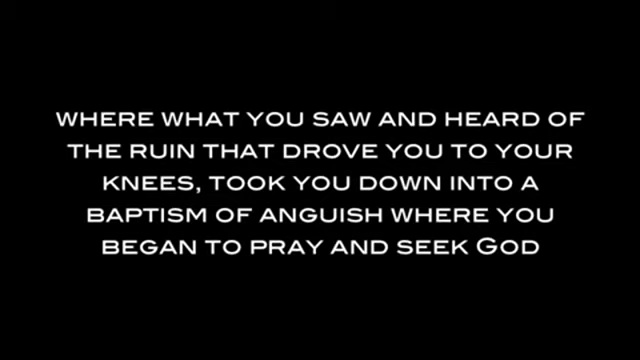 WHERE WHAT YOU SAW AND HEARD OF
THE RUIN THAT DROVE YOU TO YOUR
KNEES, TOOK YOU DOWN INTO A
BAPTISM OF ANGUISH WHERE YOU
BEGAN TO PRAY AND SEEK GOD